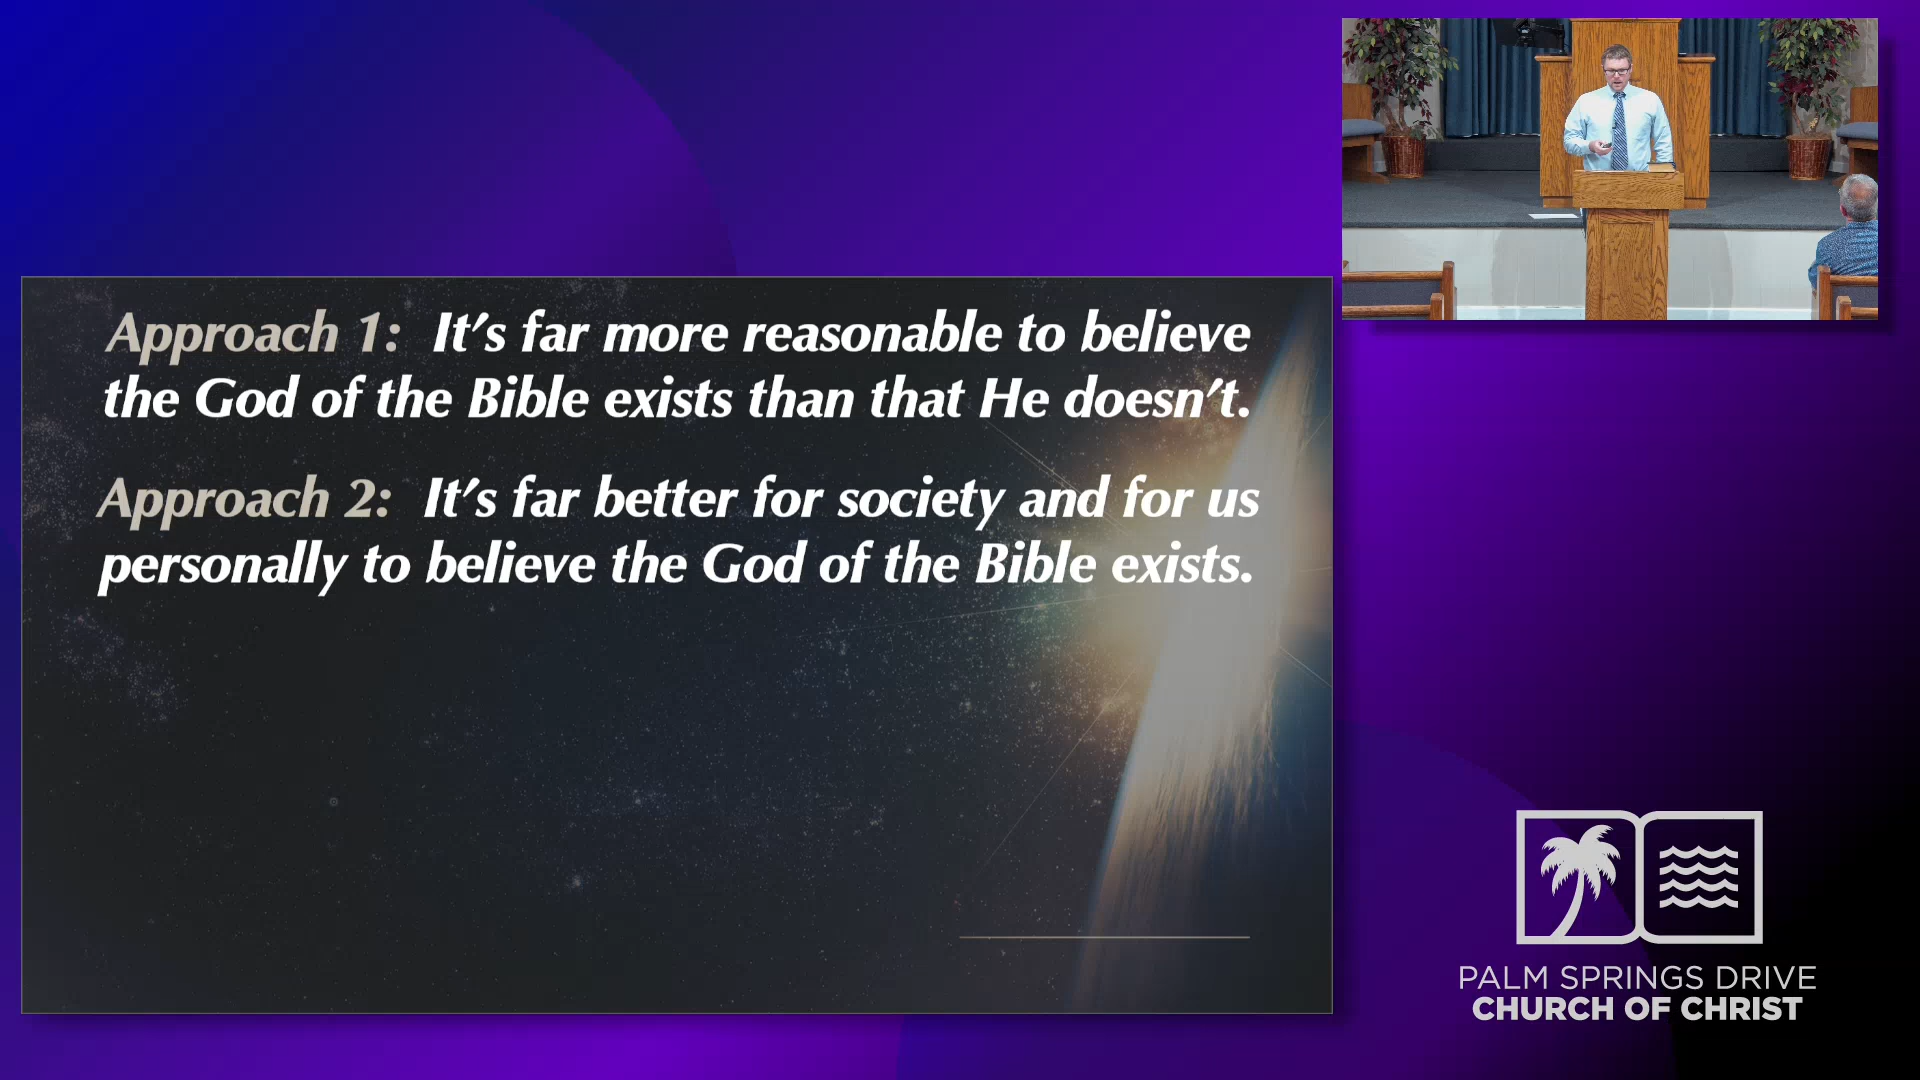 Approach 1: It's far more reasonable to believe
the God of the Bible exists than that He doesn't.
Approach 2: It's far better for society and for us
personally to believe the God of the Bible exists.
PALM SPRINGS DRIVE
CHURCH OF CHRIST